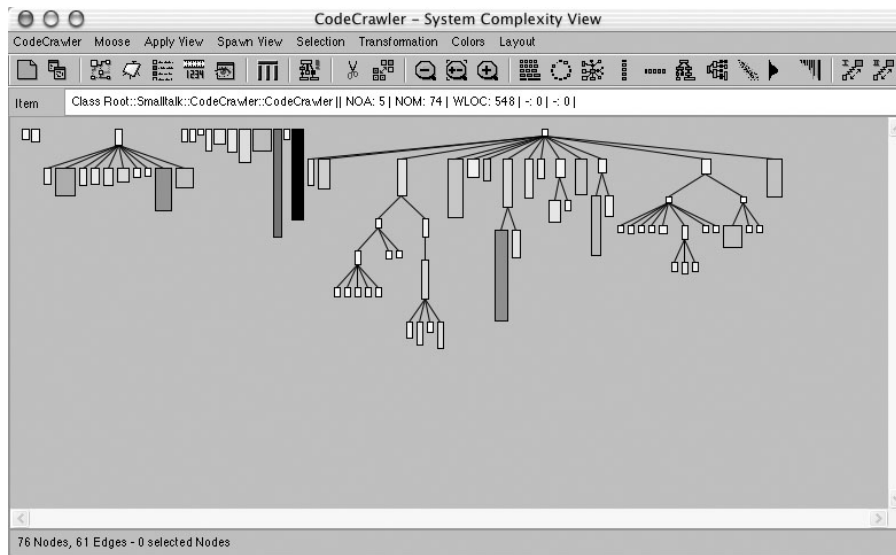 CodeCrawler – System Complexity View
CodeCrawler Moose Apply View Spawn View Selection Transformation Colors Layout
1234
Item Class Root::Smalltalk::CodeCrawler::CodeCrawler || NOA: 5 | NOM: 74 | WLOC: 548 | -: 0 | -: 0 |
76 Nodes, 61 Edges - 0 selected Nodes